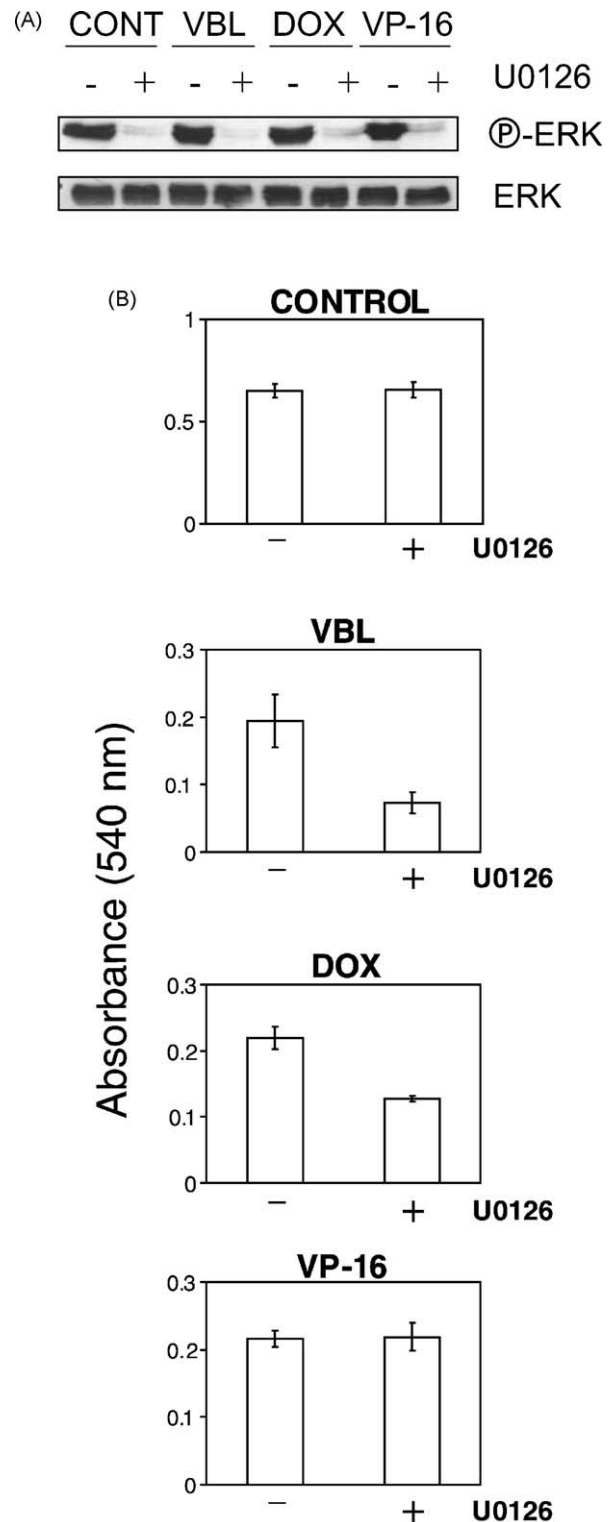 (A) CONT VBL DOX VP-16
- + - + - + - + U0126
Ⓟ-ERK
ERK
(B)
CONTROL
1
0.5
0
− + U0126
VBL
0.3
0.2
0.1
0
− + U0126
DOX
0.3
0.2
0.1
0
− + U0126
VP-16
0.3
0.2
0.1
0
− + U0126
Absorbance (540 nm)